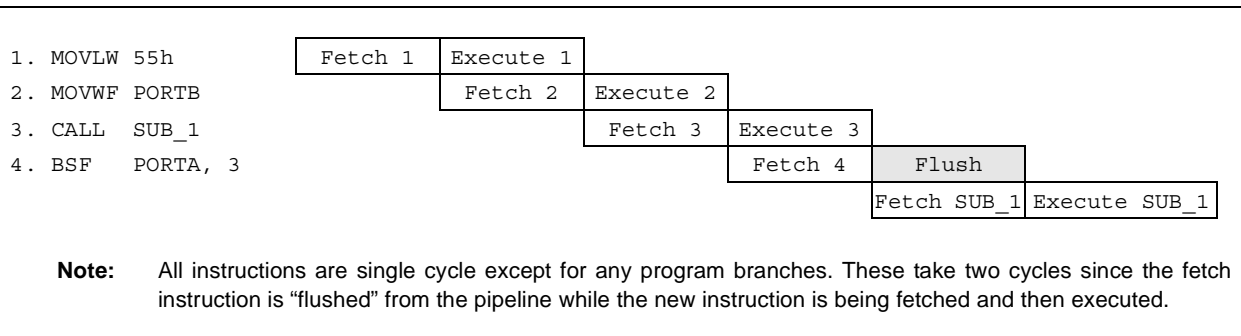 1. MOVLW 55h Fetch 1 Execute 1
2. MOVWF PORTB Fetch 2 Execute 2
3. CALL SUB_1 Fetch 3 Execute 3
4. BSF PORTA, 3 Fetch 4 Flush
Fetch SUB_1 Execute SUB_1
Note: All instructions are single cycle except for any program branches. These take two cycles since the fetch
instruction is “flushed” from the pipeline while the new instruction is being fetched and then executed.